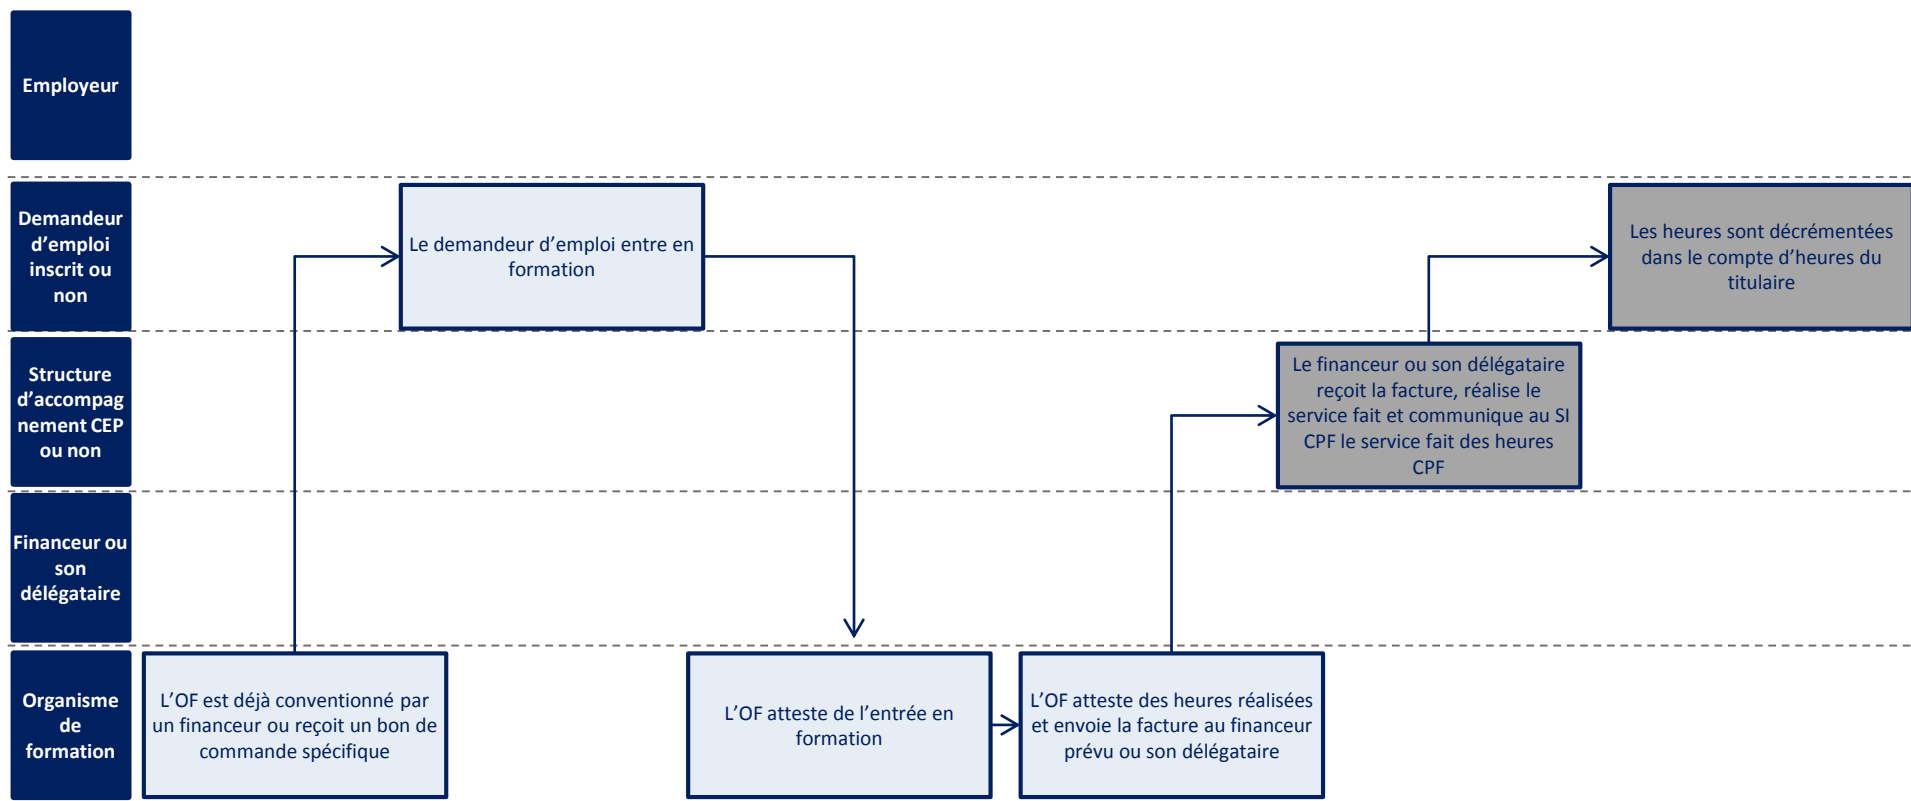 Employeur
Demandeur
d’emploi
inscrit ou
non
Le demandeur d’emploi entre en
formation
Les heures sont décrémentées
dans le compte d’heures du
titulaire
Structure
d’accompag
nement CEP
ou non
Le financeur ou son délégataire
reçoit la facture, réalise le
service fait et communique au SI
CPF le service fait des heures
CPF
Financeur ou
son
délégataire
Organisme
de
formation
L’OF est déjà conventionné par
un financeur ou reçoit un bon de
commande spécifique
L’OF atteste de l’entrée en
formation
L’OF atteste des heures réalisées
et envoie la facture au financeur
prévu ou son délégataire